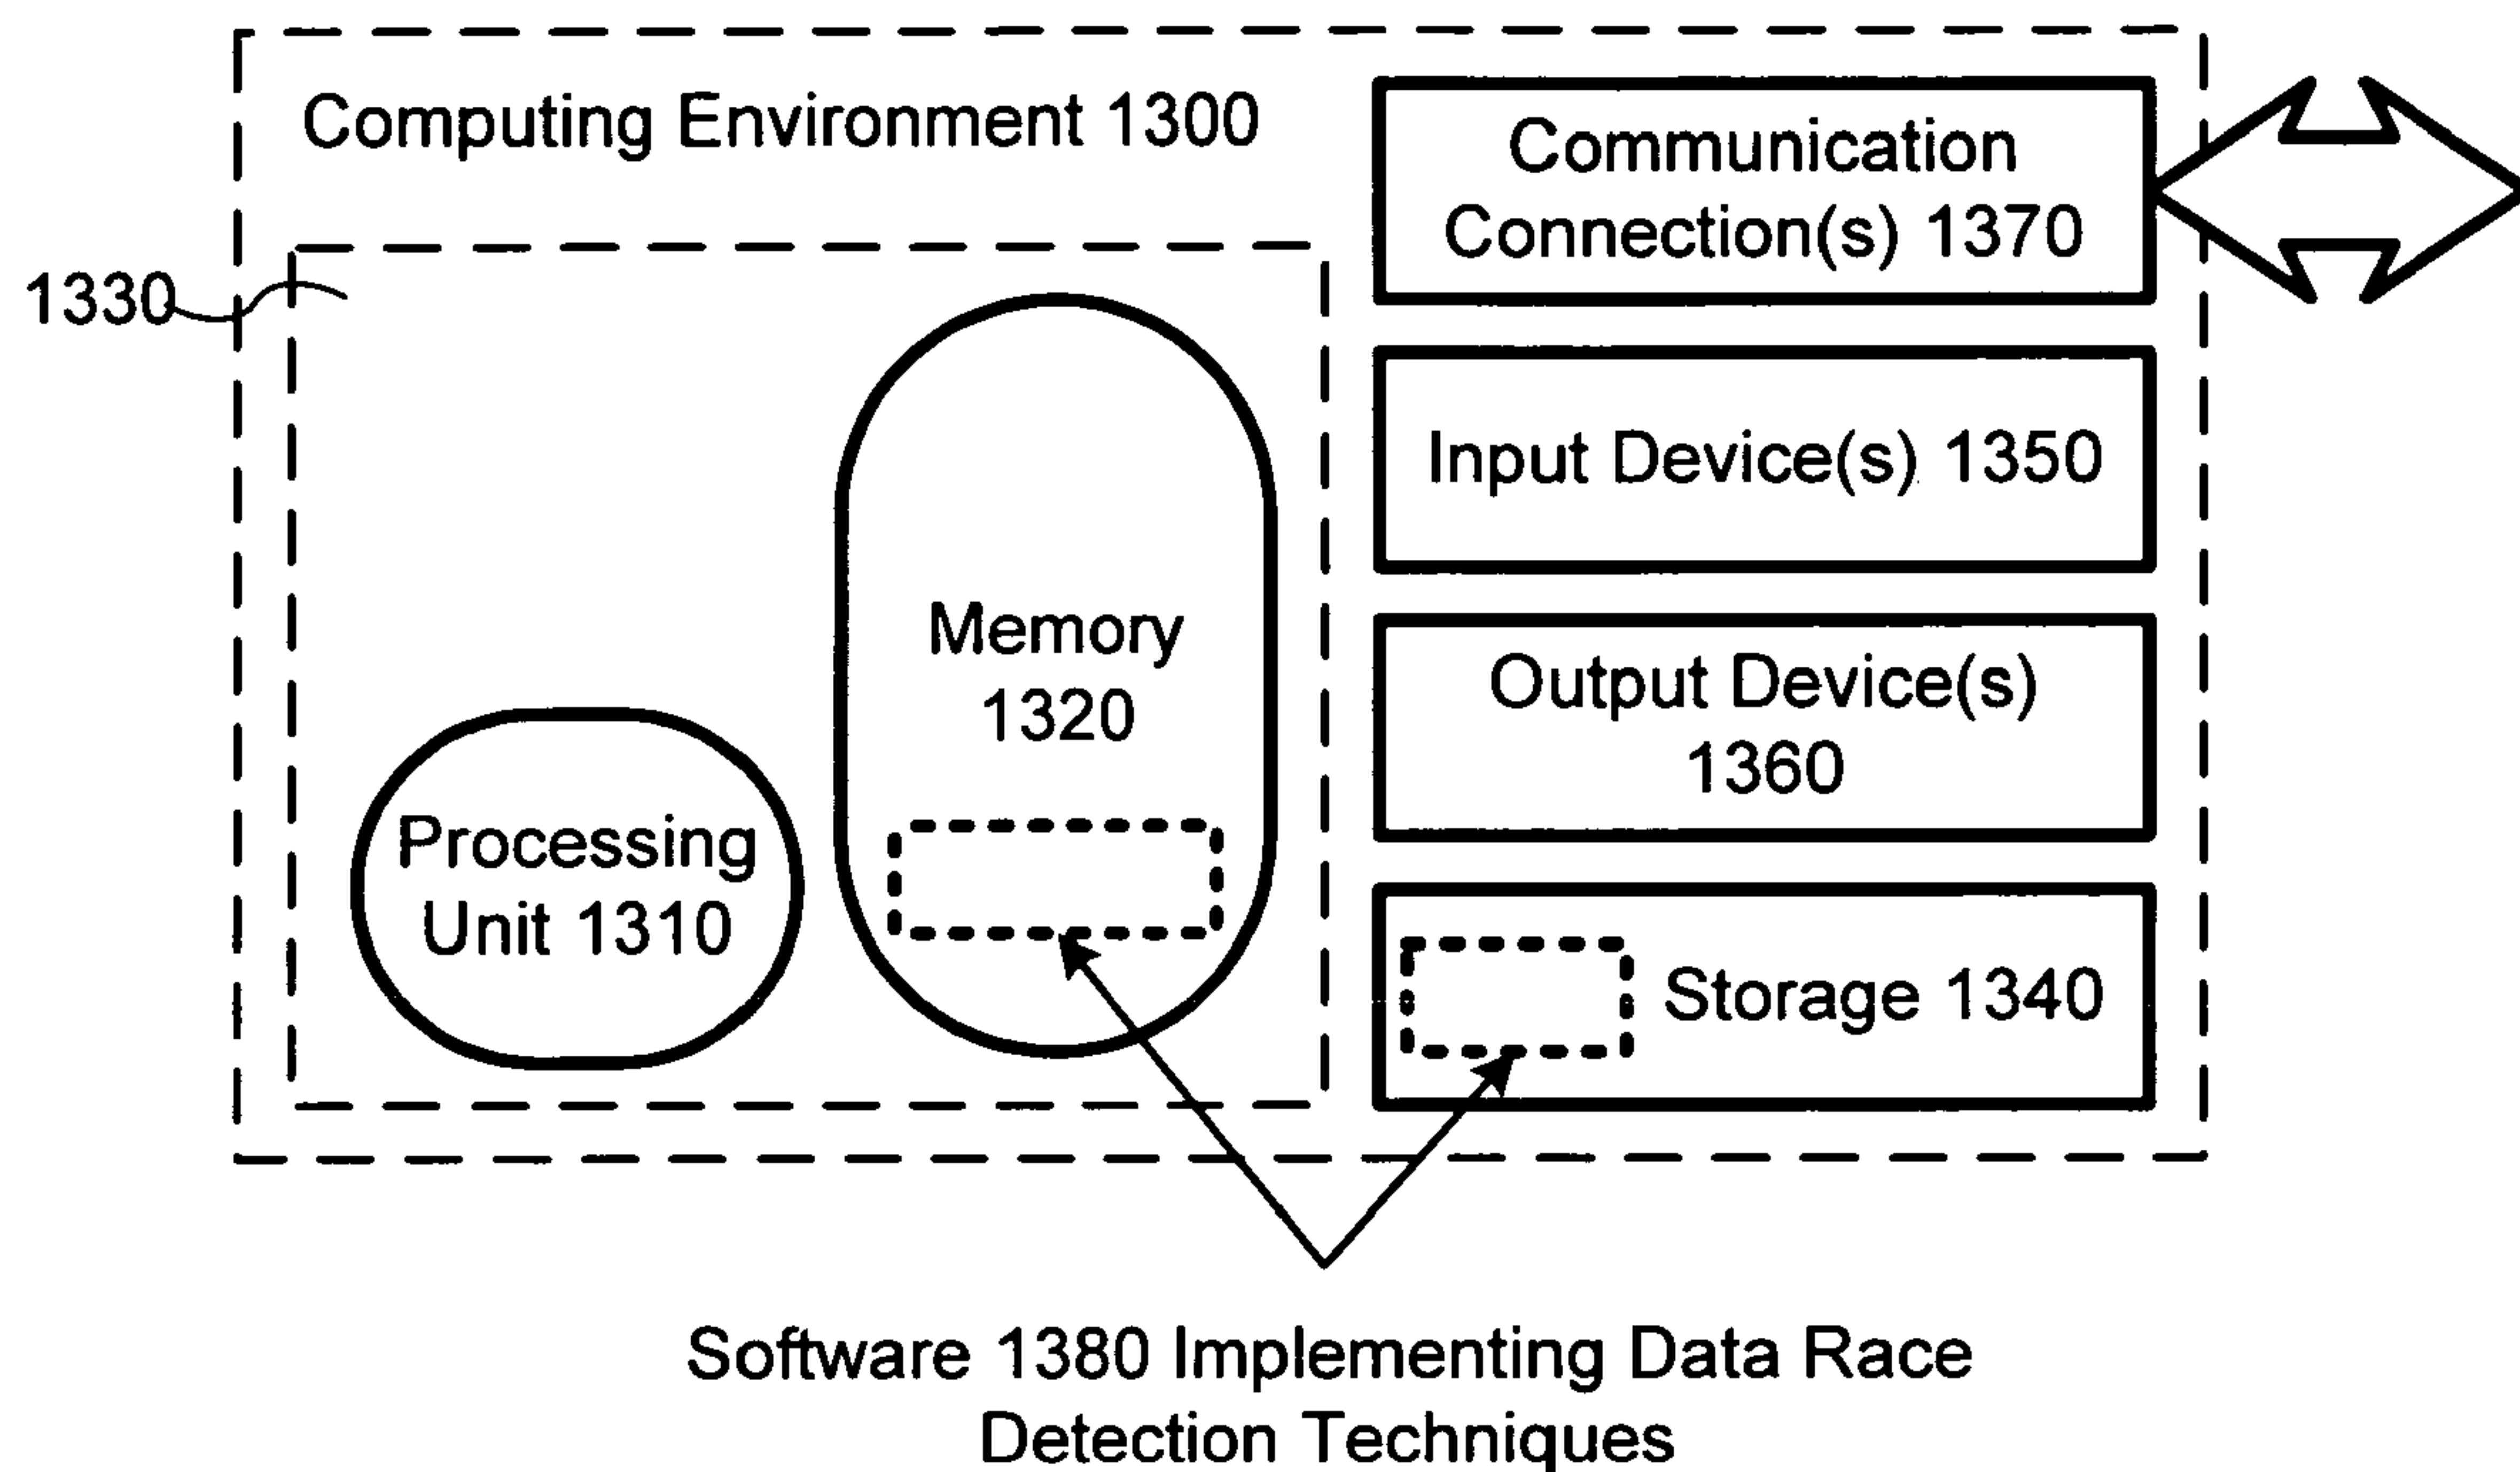 Computing Environment 1300
Communication
Connection(s) 1370
1330
Input Device(s) 1350
Memory
1320
Output Device(s)
1360
Processing
Unit 1310
Storage 1340
Software 1380 Implementing Data Race
Detection Techniques